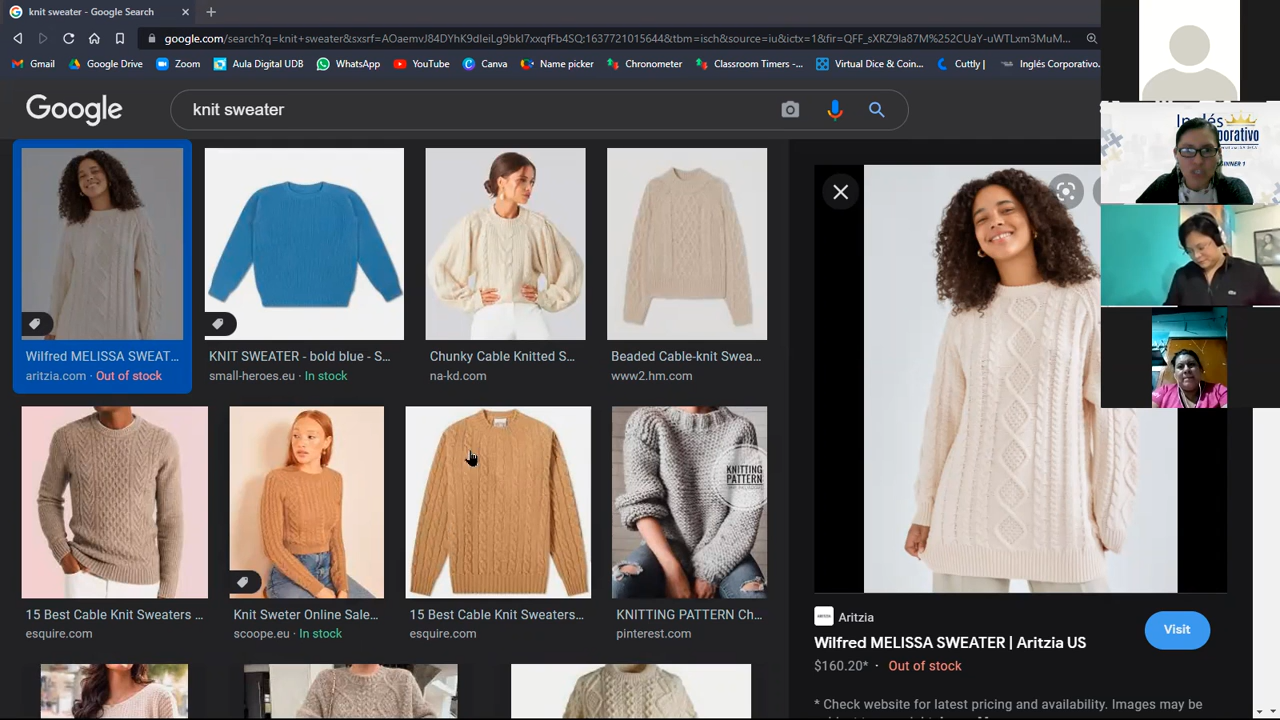 knit sweater - Google Search
google.com/search?q=knit+sweater&sxsrf=AOaemvJ84DYhK9dIeiLg9bkI7xxqfFb4SQ:1637721015644&tbm=isch&source=iu&ictx=1&fir=QFF_sXRZ9Ia87M%252CUaY-uWTLxm3MuM...
Gmail
Google Drive
Zoom
Aula Digital UDB
WhatsApp
YouTube
Canva
Name picker
Chronometer
Classroom Timers -...
Virtual Dice & Coin...
Cuttly |
Inglés Corporativo.
Google
knit sweater
Wilfred MELISSA SWEAT...
aritzia.com · Out of stock
KNIT SWEATER - bold blue - S...
small-heroes.eu · In stock
Chunky Cable Knitted S...
na-kd.com
Beaded Cable-knit Swea...
www2.hm.com
KNITTING
PATTERN
15 Best Cable Knit Sweaters ...
esquire.com
Knit Sweter Online Sale...
scoope.eu · In stock
15 Best Cable Knit Sweaters...
esquire.com
KNITTING PATTERN Ch...
pinterest.com
Aritzia
Visit
Wilfred MELISSA SWEATER | Aritzia US
$160.20* · Out of stock
* Check website for latest pricing and availability. Images may be